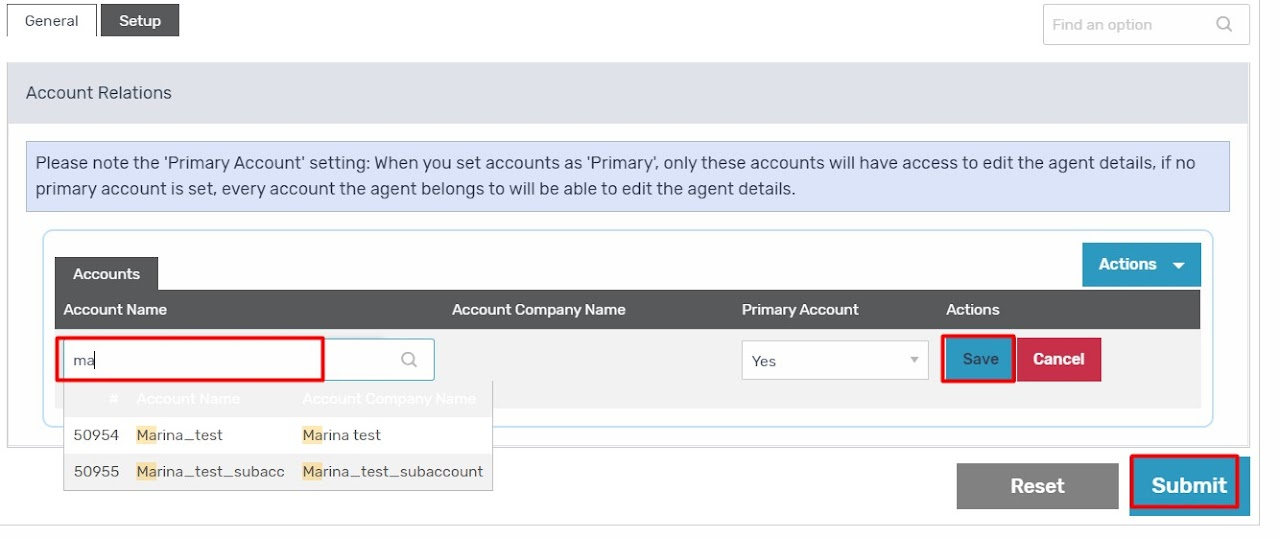 General Setup
Find an option
Account Relations
Please note the 'Primary Account' setting: When you set accounts as 'Primary', only these accounts will have access to edit the agent details, if no
primary account is set, every account the agent belongs to will be able to edit the agent details.
Actions
Accounts
Account Name Account Company Name Primary Account Actions
ma Yes Save Cancel
# Account Name Account Company Name
50954 Marina_test Marina test
50955 Marina_test_subacc Marina_test_subaccount
Reset Submit